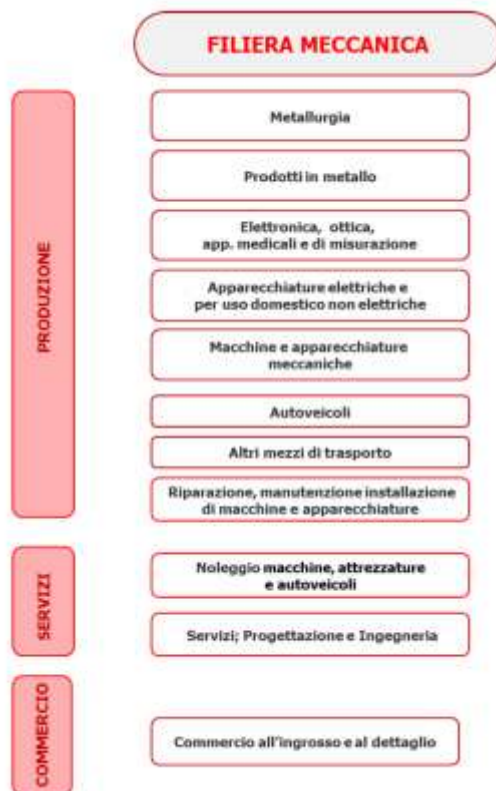 FILIERA MECCANICA
PRODUZIONE
Metallurgia
Prodotti in metallo
Elettronica, ottica,
app. medicali e di misurazione
Apparecchiature elettriche e
per uso domestico non elettriche
Macchine e apparecchiature
meccaniche
Autoveicoli
Altri mezzi di trasporto
Riparazione, manutenzione installazione
di macchine e apparecchiature
SERVIZI
Noleggio macchine, attrezzature
e autoveicoli
Servizi; Progettazione e Ingegneria
COMMERCIO
Commercio all'ingrosso e al dettaglio